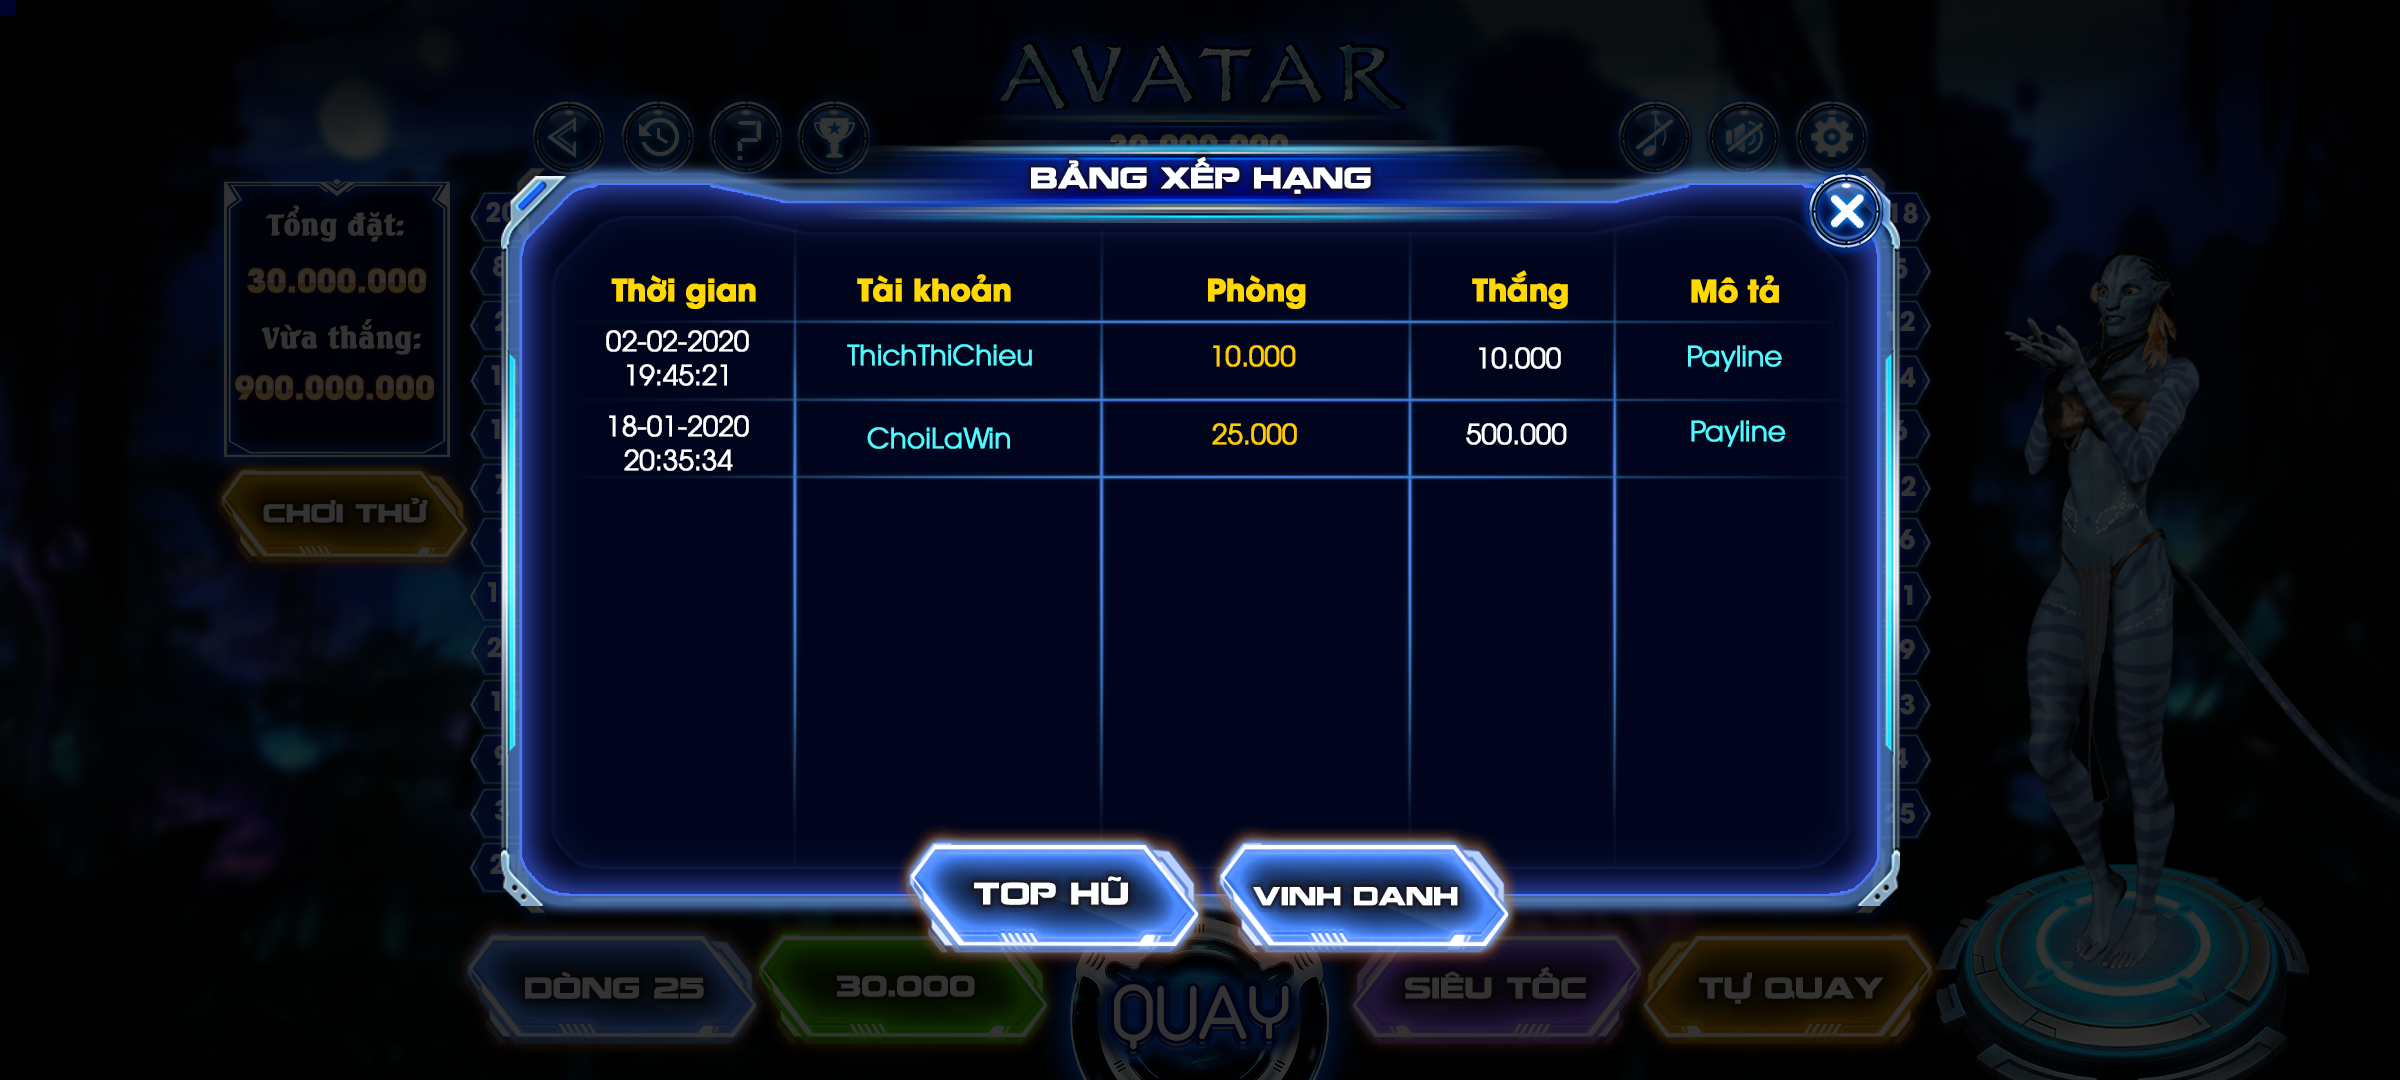 AVATAR
30.000.000
BẢNG XẾP HẠNG
Tổng đặt:
30.000.000
Vừa thắng:
900.000.000
CHƠI THỬ
Thời gian Tài khoản Phòng Thắng Mô tả
02-02-2020
19:45:21
ThichThiChieu 10.000 10.000 Payline
18-01-2020
20:35:34
ChoiLaWin 25.000 500.000 Payline
TOP HŨ
VINH DANH
DÒNG 25
30.000
QUAY
SIÊU TỐC
TỰ QUAY